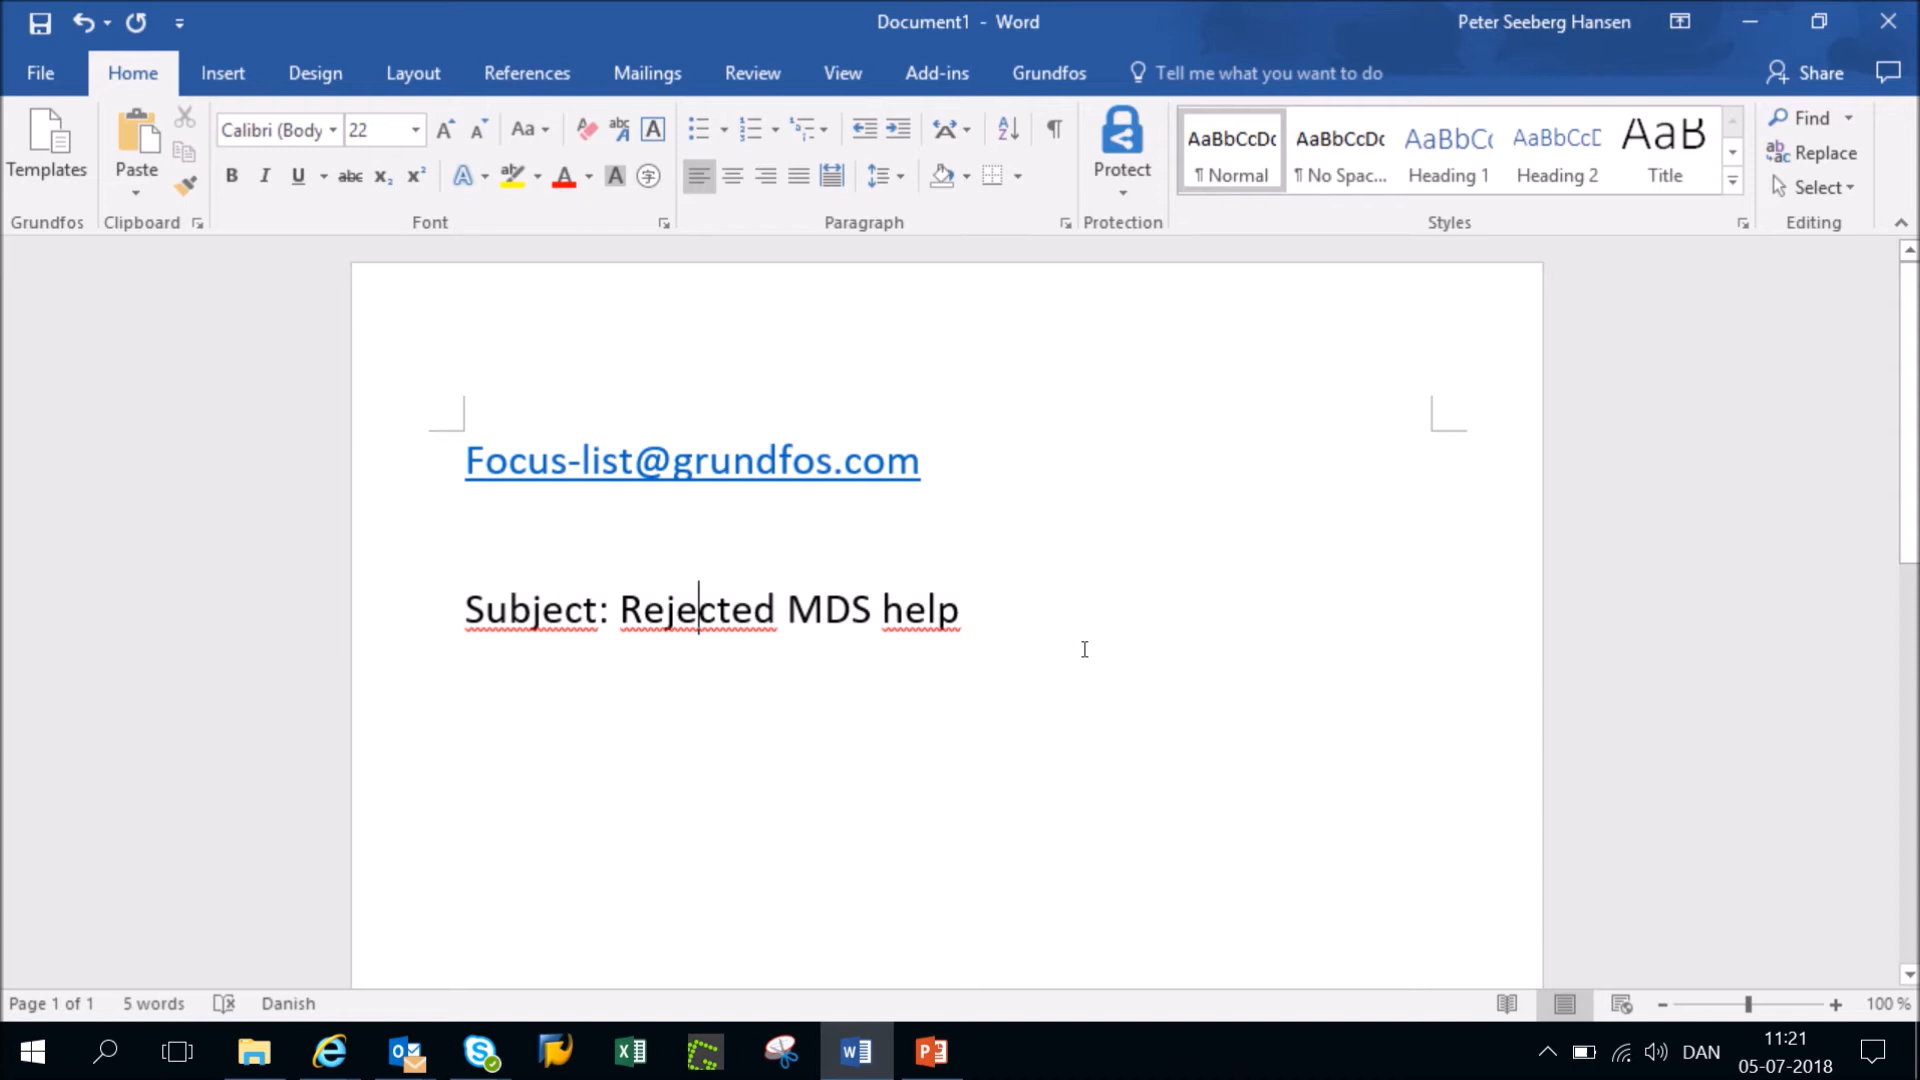 Document1 - Word
Peter Seeberg Hansen
File Home Insert Design Layout References Mailings Review View Add-ins Grundfos Tell me what you want to do Share
Templates Paste Calibri (Body 22 Aa Protect AaBbCcDc AaBbCcDc AaBbC AaBbCcD AaB Find
Replace
¶ Normal ¶ No Spac... Heading 1 Heading 2 Title Select
Grundfos Clipboard Font Paragraph Protection Styles Editing
Focus-list@grundfos.com
Subject: Rejected MDS help
Page 1 of 1 5 words Danish 100 %
DAN 11:21
05-07-2018